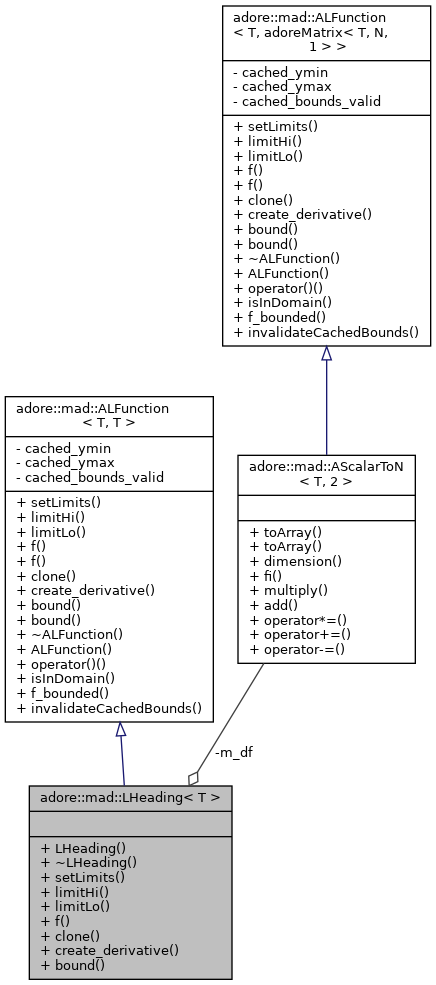 adore::mad::ALFunction
< T, adoreMatrix< T, N,
1 > >
- cached_ymin
- cached_ymax
- cached_bounds_valid
+ setLimits()
+ limitHi()
+ limitLo()
+ f()
+ f()
+ clone()
+ create_derivative()
+ bound()
+ bound()
+ ~ALFunction()
+ ALFunction()
+ operator()()
+ isInDomain()
+ f_bounded()
+ invalidateCachedBounds()
adore::mad::ALFunction
< T, T >
- cached_ymin
- cached_ymax
- cached_bounds_valid
+ setLimits()
+ limitHi()
+ limitLo()
+ f()
+ f()
+ clone()
+ create_derivative()
+ bound()
+ bound()
+ ~ALFunction()
+ ALFunction()
+ operator()()
+ isInDomain()
+ f_bounded()
+ invalidateCachedBounds()
adore::mad::AScalarToN
< T, 2 >
+ toArray()
+ toArray()
+ dimension()
+ fi()
+ multiply()
+ add()
+ operator*=()
+ operator+=()
+ operator-=()
-m_df
adore::mad::LHeading< T >
+ LHeading()
+ ~LHeading()
+ setLimits()
+ limitHi()
+ limitLo()
+ f()
+ clone()
+ create_derivative()
+ bound()